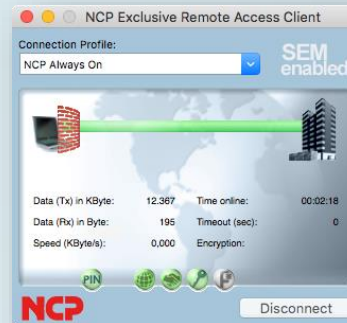 NCP Exclusive Remote Access Client
Connection Profile:
NCP Always On
SEM
enabled
Data (Tx) in KByte: 12.367 Time online: 00:02:18
Data (Rx) in Byte: 195 Timeout (sec): 0
Speed (KByte/s): 0,000 Encryption:
PIN
NCP
Disconnect